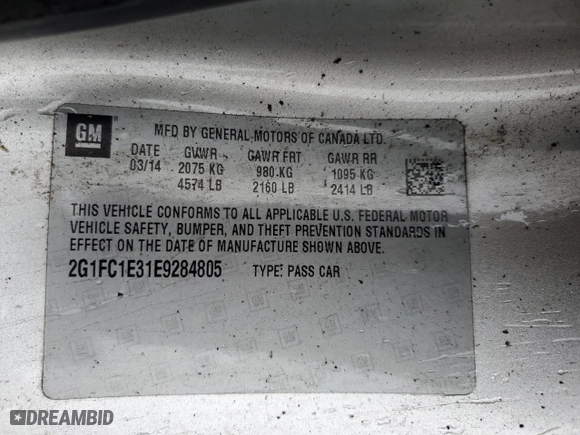 GM
MFD BY GENERAL MOTORS OF CANADA LTD.
DATE GVWR GAWR FRT GAWR RR
03/14 2075 KG 980 KG 1095 KG
4574 LB 2160 LB 2414 LB
THIS VEHICLE CONFORMS TO ALL APPLICABLE U.S. FEDERAL MOTOR
VEHICLE SAFETY, BUMPER, AND THEFT PREVENTION STANDARDS IN
EFFECT ON THE DATE OF MANUFACTURE SHOWN ABOVE.
2G1FC1E31E9284805 TYPE: PASS CAR
DREAMBID